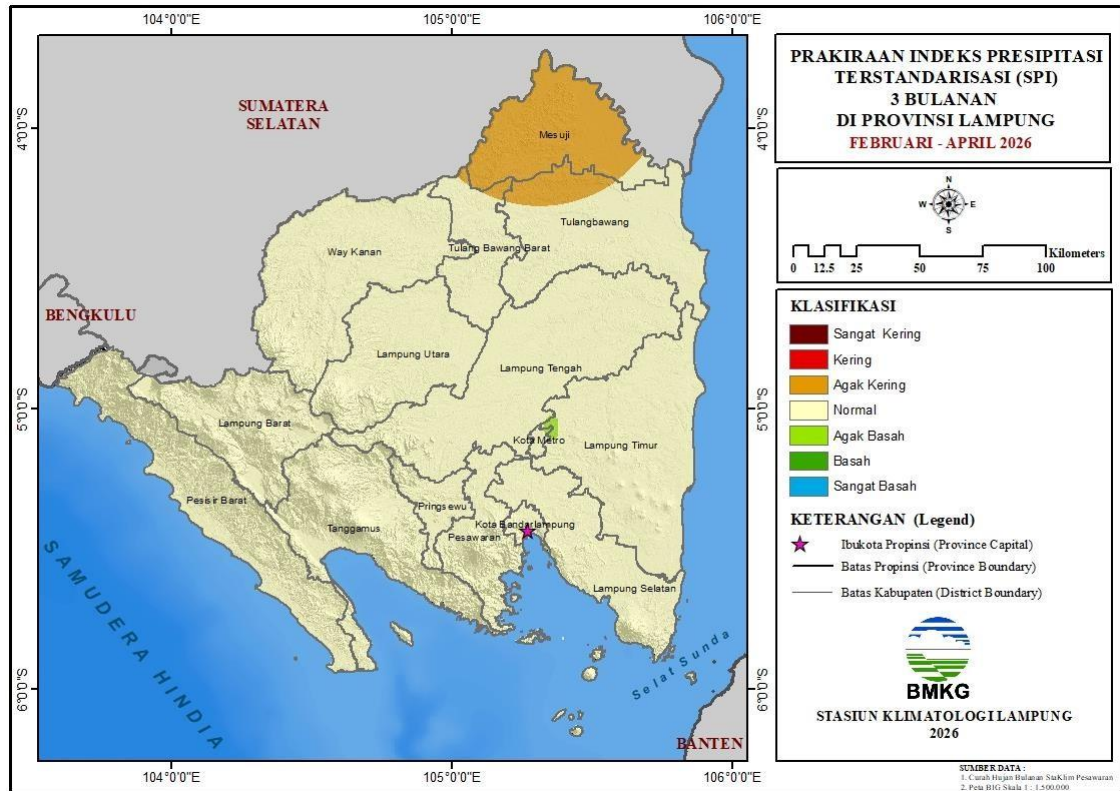 104°0'0"E
105°0'0"E
106°0'0"E
4°0'0"S
5°0'0"S
6°0'0"S
SUMATERA
SELATAN
BENGKULU
Mesuji
Tulangbawang
Tulang Bawang Barat
Way Kanan
Lampung Utara
Lampung Tengah
Lampung Barat
Kota Metro
Lampung Timur
Pesisir Barat
Pringsewu
Tanggamus
Kota Bandarlampung
Pesawaran
Lampung Selatan
SAMUDERA HINDIA
Selat Sunda
BANTEN
4°0'0"S
5°0'0"S
6°0'0"S
104°0'0"E
105°0'0"E
106°0'0"E
PRAKIRAAN INDEKS PRESIPITASI
TERSTANDARISASI (SPI)
3 BULANAN
DI PROVINSI LAMPUNG
FEBRUARI - APRIL 2026
N
W E
S
Kilometers
0 12.5 25 50 75 100
KLASIFIKASI
Sangat Kering
Kering
Agak Kering
Normal
Agak Basah
Basah
Sangat Basah
KETERANGAN (Legend)
Ibukota Propinsi (Province Capital)
Batas Propinsi (Province Boundary)
Batas Kabupaten (District Boundary)
BMKG
STASIUN KLIMATOLOGI LAMPUNG
2026
SUMBER DATA :
1. Curah Hujan Bulanan StaKlim Pesawaran
2. Peta BIG Skala 1 : 1.500.000